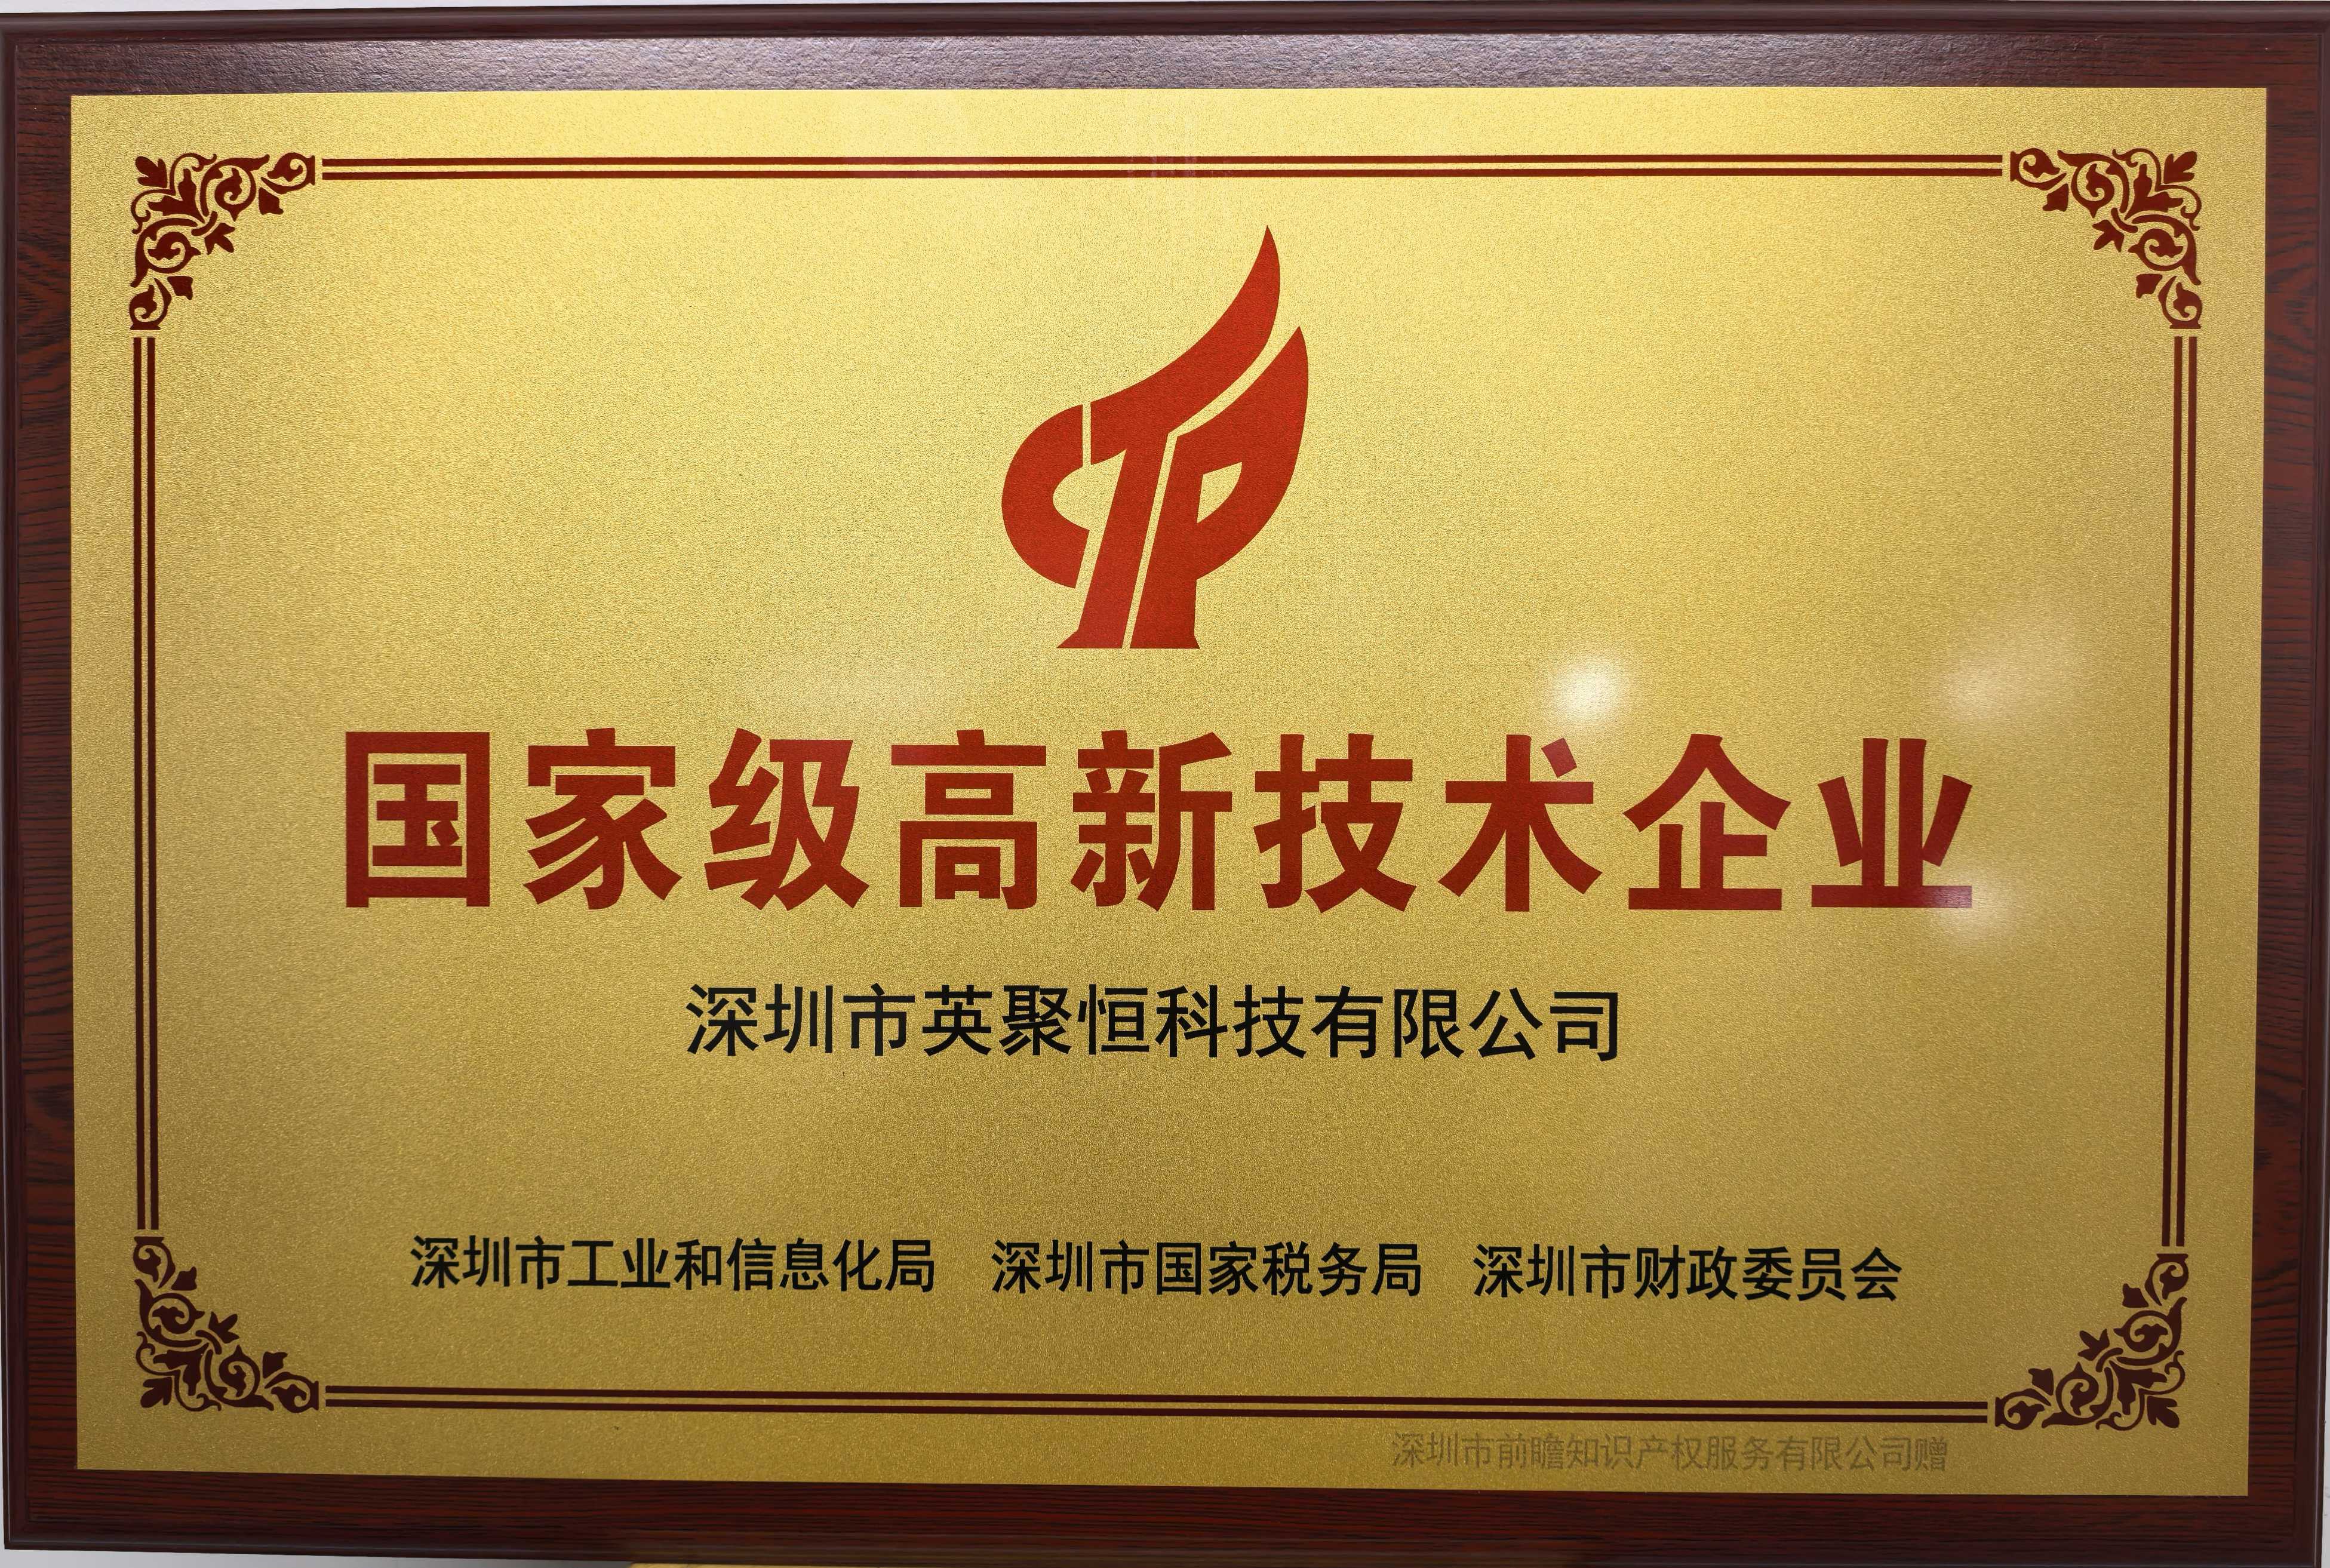 国家级高新技术企业
深圳市英聚恒科技有限公司
深圳市工业和信息化局 深圳市国家税务局 深圳市财政委员会
深圳市前瞻知识产权服务有限公司赠